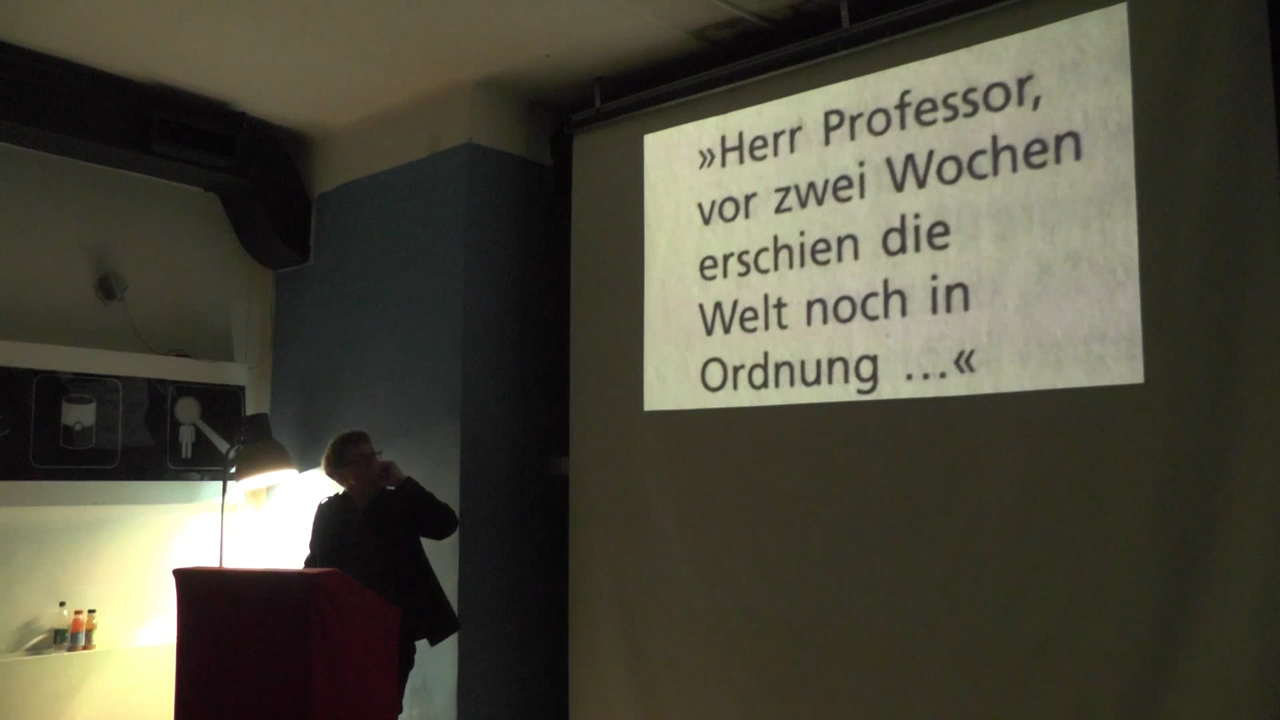 »Herr Professor,
vor zwei Wochen
erschien die
Welt noch in
Ordnung ...«